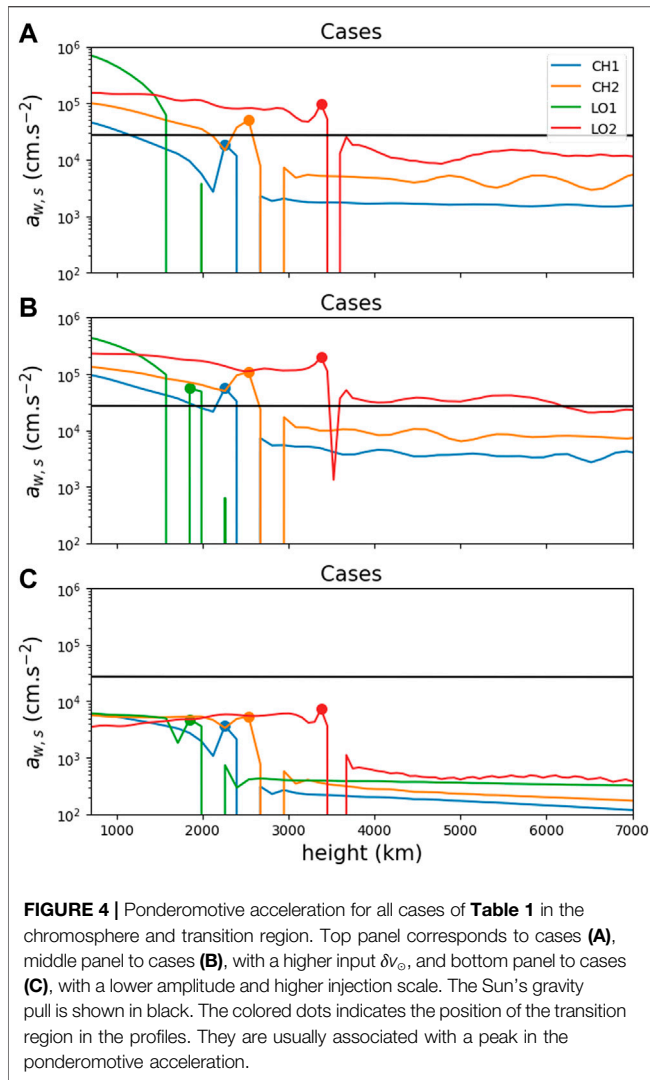 A
Cases
10^6
10^5
10^4
10^3
10^2
a_{w,s} (cm.s^{-2})
CH1
CH2
LO1
LO2
B
Cases
10^6
10^5
10^4
10^3
10^2
a_{w,s} (cm.s^{-2})
C
Cases
10^6
10^5
10^4
10^3
10^2
a_{w,s} (cm.s^{-2})
1000 2000 3000 4000 5000 6000 7000
height (km)
FIGURE 4 | Ponderomotive acceleration for all cases of Table 1 in the
chromosphere and transition region. Top panel corresponds to cases (A),
middle panel to cases (B), with a higher input δv⊙, and bottom panel to cases
(C), with a lower amplitude and higher injection scale. The Sun's gravity
pull is shown in black. The colored dots indicates the position of the transition
region in the profiles. They are usually associated with a peak in the
ponderomotive acceleration.